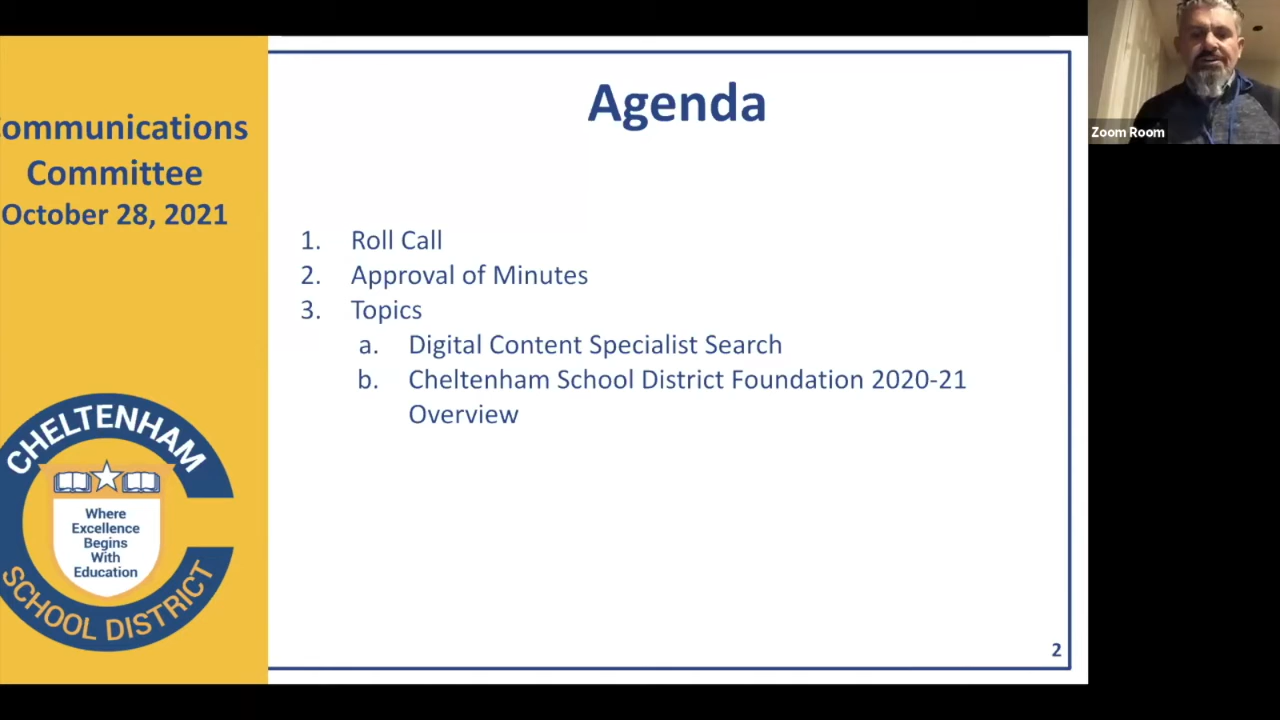 ommunications
Committee
October 28, 2021
CHELTENHAM
Where
Excellence
Begins
With
Education
SCHOOL DISTRICT
Agenda
1. Roll Call
2. Approval of Minutes
3. Topics
a. Digital Content Specialist Search
b. Cheltenham School District Foundation 2020-21
Overview
2
Zoom Room